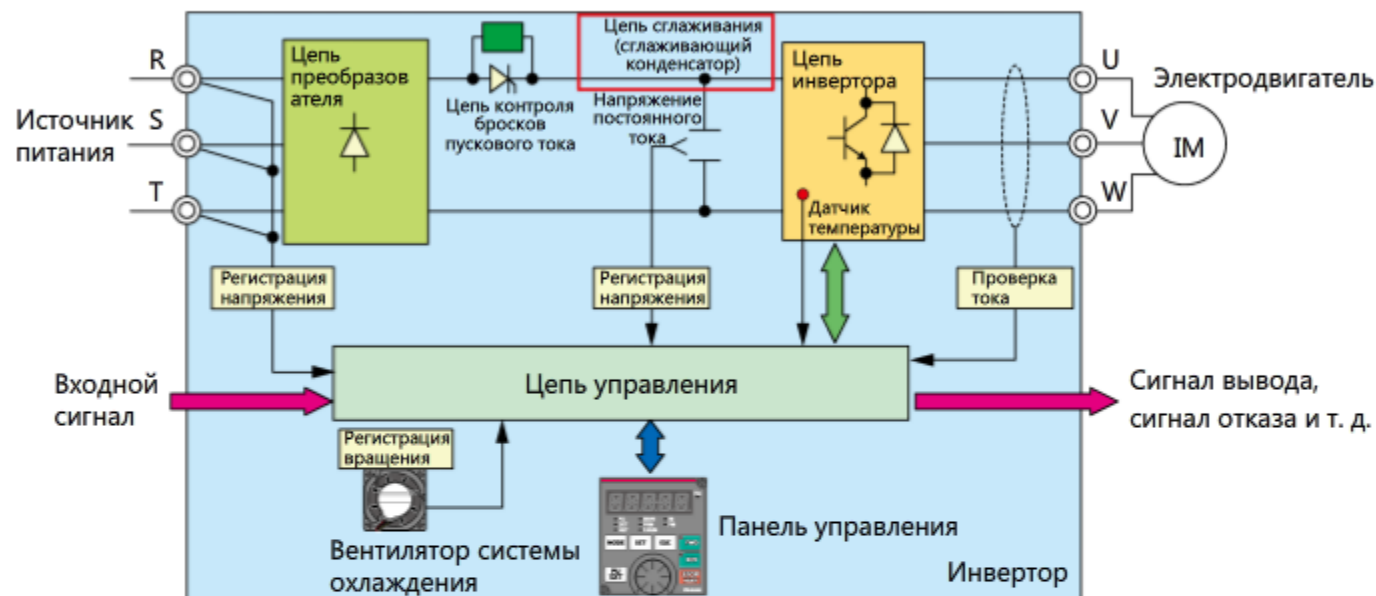 Цепь сглаживания
(сглаживающий
конденсатор)
R
Цепь
преобразов
ателя
Цепь
инвертора
U
Электродвигатель
Источник
питания
S
Цепь контроля
бросков
пускового тока
Напряжение
постоянного
тока
V
IM
T
W
Датчик
температуры
Регистрация
напряжения
Регистрация
напряжения
Проверка
тока
Входной
сигнал
Цепь управления
Сигнал вывода,
сигнал отказа и т. д.
Регистрация
вращения
Вентилятор системы
охлаждения
MODE
SET
Панель управления
Инвертор